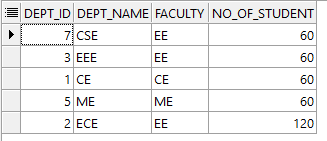 DEPT_ID DEPT_NAME FACULTY NO_OF_STUDENT
7 CSE EE 60
3 EEE EE 60
1 CE CE 60
5 ME ME 60
2 ECE EE 120